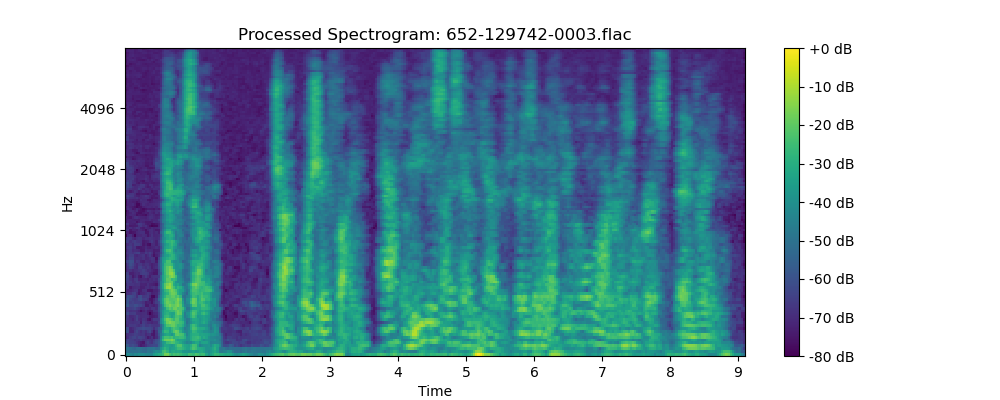 Processed Spectrogram: 652-129742-0003.flac
Hz
4096
2048
1024
512
0
0 1 2 3 4 5 6 7 8 9
Time
+0 dB
-10 dB
-20 dB
-30 dB
-40 dB
-50 dB
-60 dB
-70 dB
-80 dB